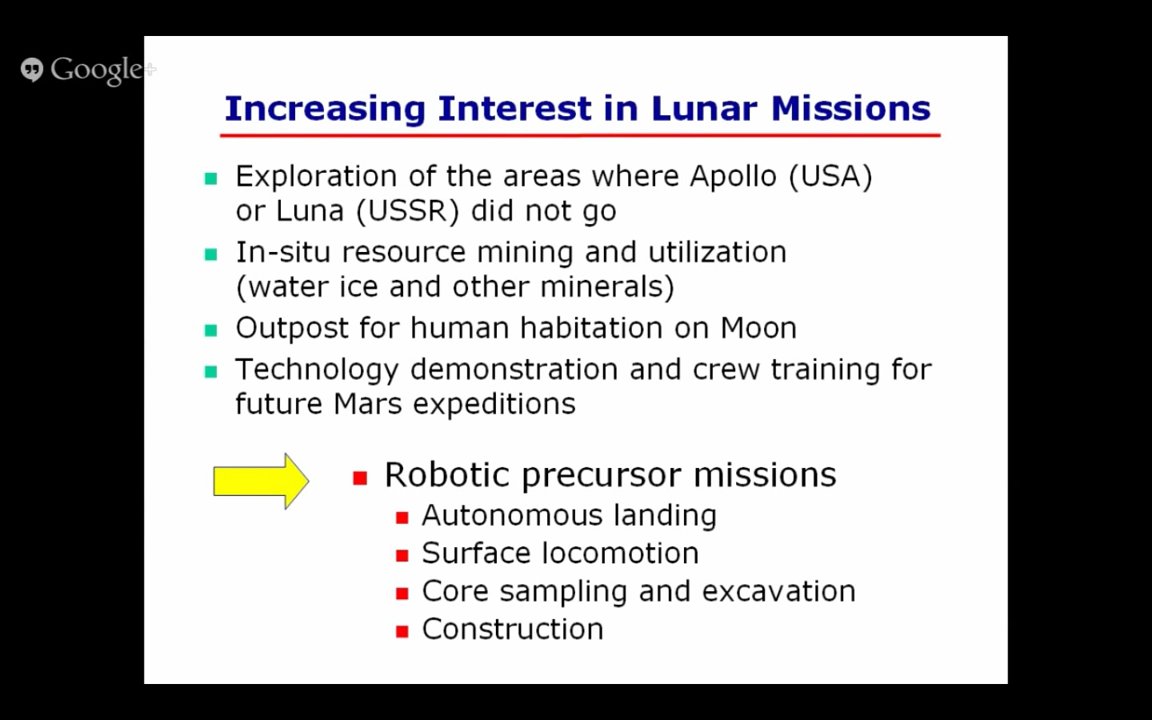 Google+
Increasing Interest in Lunar Missions
Exploration of the areas where Apollo (USA)
or Luna (USSR) did not go
In-situ resource mining and utilization
(water ice and other minerals)
Outpost for human habitation on Moon
Technology demonstration and crew training for
future Mars expeditions
Robotic precursor missions
Autonomous landing
Surface locomotion
Core sampling and excavation
Construction